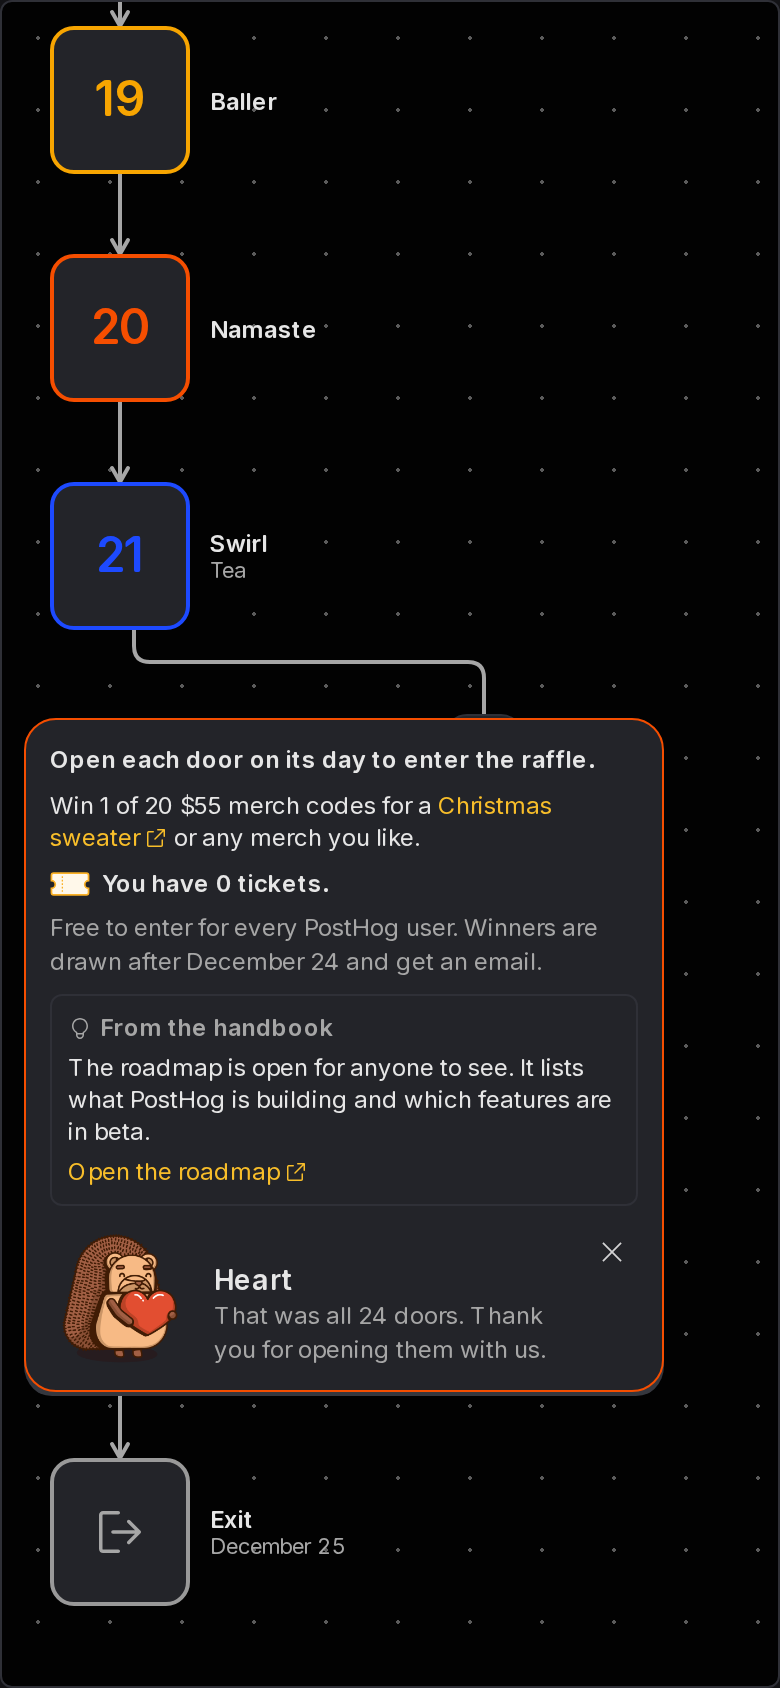 19
Baller
20
Namaste
21
Swirl
Tea
Open each door on its day to enter the raffle.
Win 1 of 20 $55 merch codes for a Christmas
sweater or any merch you like.
You have 0 tickets.
Free to enter for every PostHog user. Winners are
drawn after December 24 and get an email.
From the handbook
The roadmap is open for anyone to see. It lists
what PostHog is building and which features are
in beta.
Open the roadmap
Heart
That was all 24 doors. Thank
you for opening them with us.
Exit
December 25